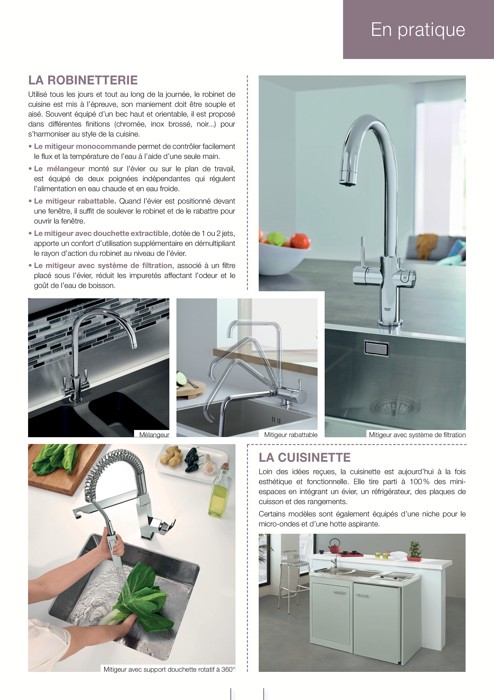 En pratique
LA ROBINETTERIE
Utilisé tous les jours et tout au long de la journée, le robinet de
cuisine est mis à l'épreuve, son maniement doit être souple et
aisé. Souvent équipé d'un bec haut et orientable, il est proposé
dans différentes finitions (chromée, inox brossé, noir...) pour
s'harmoniser au style de la cuisine.
• Le mitigeur monocommande permet de contrôler facilement
le flux et la température de l'eau à l'aide d'une seule main.
• Le mélangeur monté sur l'évier ou sur le plan de travail,
est équipé de deux poignées indépendantes qui régulent
l'alimentation en eau chaude et en eau froide.
• Le mitigeur rabattable. Quand l'évier est positionné devant
une fenêtre, il suffit de soulever le robinet et de le rabattre pour
ouvrir la fenêtre.
• Le mitigeur avec douchette extractible, dotée de 1 ou 2 jets,
apporte un confort d'utilisation supplémentaire en démultipliant
le rayon d'action du robinet au niveau de l'évier.
• Le mitigeur avec système de filtration, associé à un filtre
placé sous l'évier, réduit les impuretés affectant l'odeur et le
goût de l'eau de boisson.
Mélangeur
Mitigeur rabattable
Mitigeur avec système de filtration
Mitigeur avec support douchette rotatif à 360°
LA CUISINETTE
Loin des idées reçues, la cuisinette est aujourd'hui à la fois
esthétique et fonctionnelle. Elle tire parti à 100 % des mini-
espaces en intégrant un évier, un réfrigérateur, des plaques de
cuisson et des rangements.
Certains modèles sont également équipés d'une niche pour le
micro-ondes et d'une hotte aspirante.